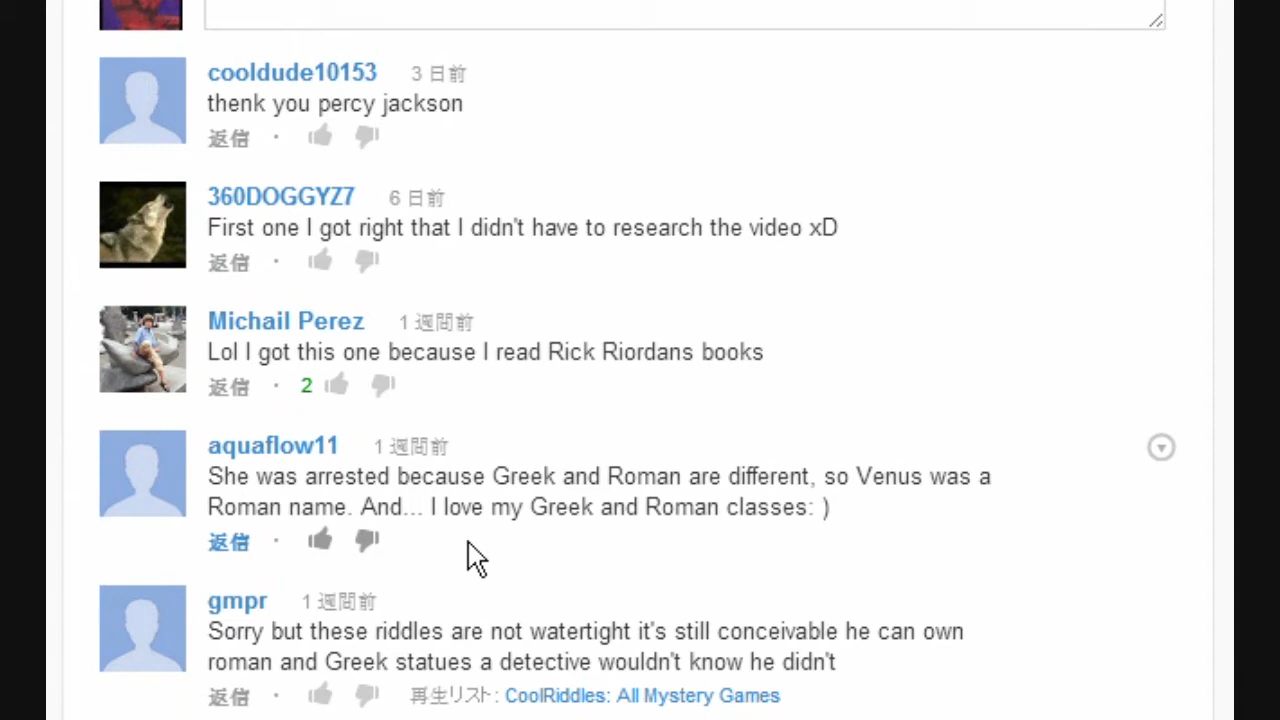 cooldude10153 3 日前
thenk you percy jackson
返信 ·
360DOGGYZ7 6 日前
First one I got right that I didn't have to research the video xD
返信 ·
Michail Perez 1 週間前
Lol I got this one because I read Rick Riordans books
返信 · 2
aquaflow11 1 週間前
She was arrested because Greek and Roman are different, so Venus was a
Roman name. And... I love my Greek and Roman classes: )
返信 ·
gmpr 1 週間前
Sorry but these riddles are not watertight it's still conceivable he can own
roman and Greek statues a detective wouldn't know he didn't
返信 · 再生リスト: CoolRiddles: All Mystery Games